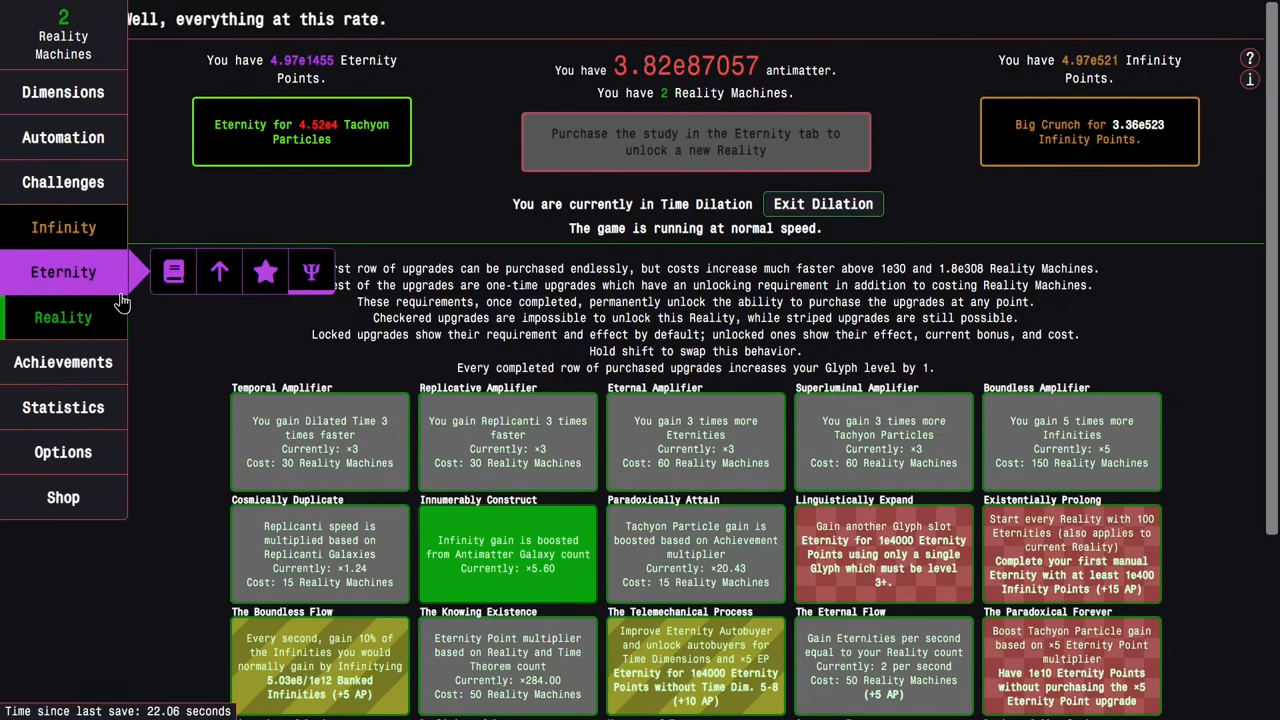 2
Reality
Machines
Dimensions
Automation
Challenges
Infinity
Eternity
Reality
Achievements
Statistics
Options
Shop
Well, everything at this rate.
You have 4.97e1455 Eternity
Points.
Eternity for 4.52e4 Tachyon
Particles
You have 3.82e87057 antimatter.
You have 2 Reality Machines.
Purchase the study in the Eternity tab to
unlock a new Reality
You have 4.97e521 Infinity
Points.
Big Crunch for 3.36e523
Infinity Points.
?
i
You are currently in Time Dilation
Exit Dilation
The game is running at normal speed.
Ψ
rst row of upgrades can be purchased endlessly, but costs increase much faster above 1e30 and 1.8e308 Reality Machines.
est of the upgrades are one-time upgrades which have an unlocking requirement in addition to costing Reality Machines.
These requirements, once completed, permanently unlock the ability to purchase the upgrades at any point.
Checkered upgrades are impossible to unlock this Reality, while striped upgrades are still possible.
Locked upgrades show their requirement and effect by default; unlocked ones show their effect, current bonus, and cost.
Hold shift to swap this behavior.
Every completed row of purchased upgrades increases your Glyph level by 1.
Temporal Amplifier
You gain Dilated Time 3
times faster
Currently: ×3
Cost: 30 Reality Machines
Replicative Amplifier
You gain Replicanti 3 times
faster
Currently: ×3
Cost: 30 Reality Machines
Eternal Amplifier
You gain 3 times more
Eternities
Currently: ×3
Cost: 60 Reality Machines
Superluminal Amplifier
You gain 3 times more
Tachyon Particles
Currently: ×3
Cost: 60 Reality Machines
Boundless Amplifier
You gain 5 times more
Infinities
Currently: ×5
Cost: 150 Reality Machines
Cosmically Duplicate
Replicanti speed is
multiplied based on
Replicanti Galaxies
Currently: ×1.24
Cost: 15 Reality Machines
Innumerably Construct
Infinity gain is boosted
from Antimatter Galaxy count
Currently: ×5.60
Paradoxically Attain
Tachyon Particle gain is
boosted based on Achievement
multiplier
Currently: ×20.43
Cost: 15 Reality Machines
Linguistically Expand
Gain another Glyph slot
Eternity for 1e4000 Eternity
Points using only a single
Glyph which must be level
3+.
Existentially Prolong
Start every Reality with 100
Eternities (also applies to
current Reality)
Complete your first manual
Eternity with at least 1e400
Infinity Points (+15 AP)
The Boundless Flow
Every second, gain 10% of
the Infinities you would
normally gain by Infinitying
5.03e8/1e12 Banked
Infinities (+5 AP)
The Knowing Existence
Eternity Point multiplier
based on Reality and Time
Theorem count
Currently: ×284.00
Cost: 50 Reality Machines
The Telemechanical Process
Improve Eternity Autobuyer
and unlock autobuyers for
Time Dimensions and ×5 EP
Eternity for 1e4000 Eternity
Points without Time Dim. 5-8
(+10 AP)
The Eternal Flow
Gain Eternities per second
equal to your Reality count
Currently: 2 per second
Cost: 50 Reality Machines
(+5 AP)
The Paradoxical Forever
Boost Tachyon Particle gain
based on ×5 Eternity Point
multiplier
Have 1e10 Eternity Points
without purchasing the ×5
Eternity Point upgrade
Time since last save: 22.06 seconds